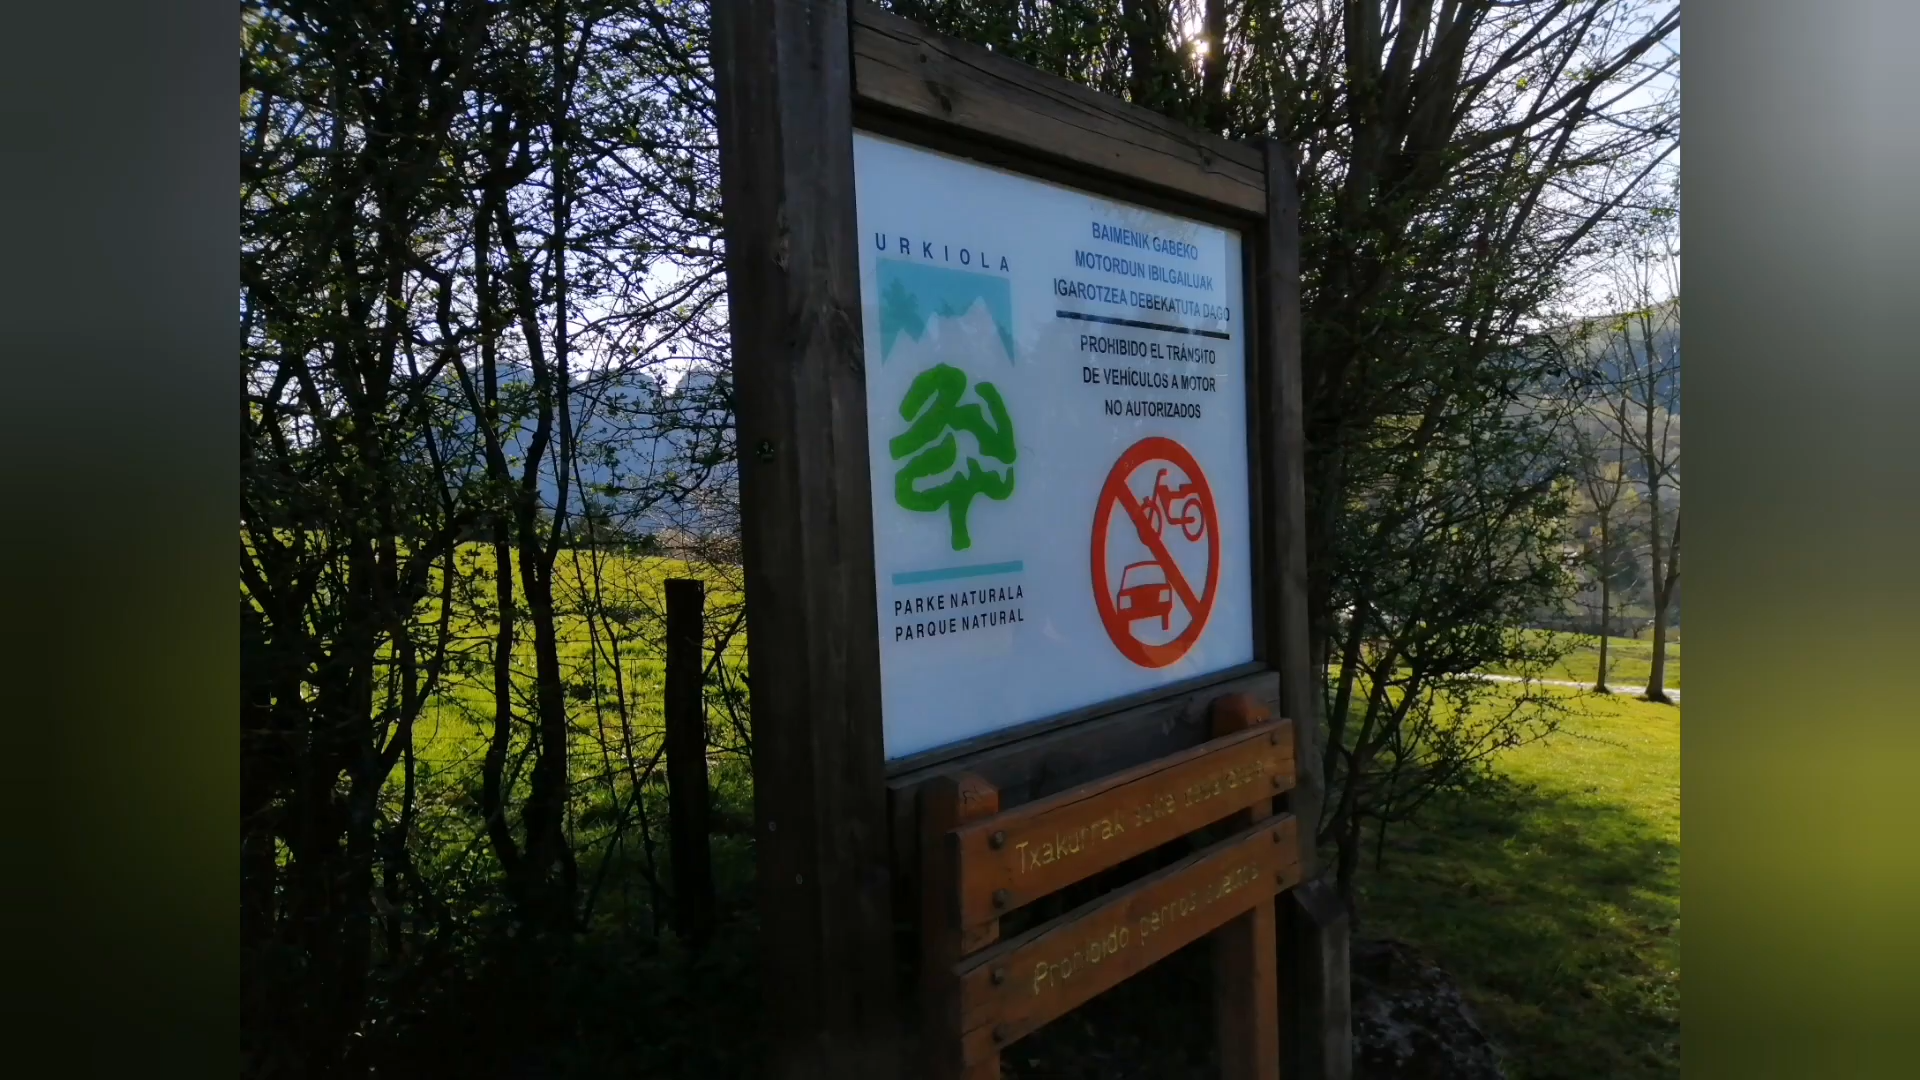 URKIOLA
PARKE NATURALA
PARQUE NATURAL
BAIMENIK GABEKO
MOTORDUN IBILGAILUAK
IGAROTZEA DEBEKATUTA DAGO
PROHIBIDO EL TRÁNSITO
DE VEHÍCULOS A MOTOR
NO AUTORIZADOS
Txakurrak solte
Prohibido perros sueltos